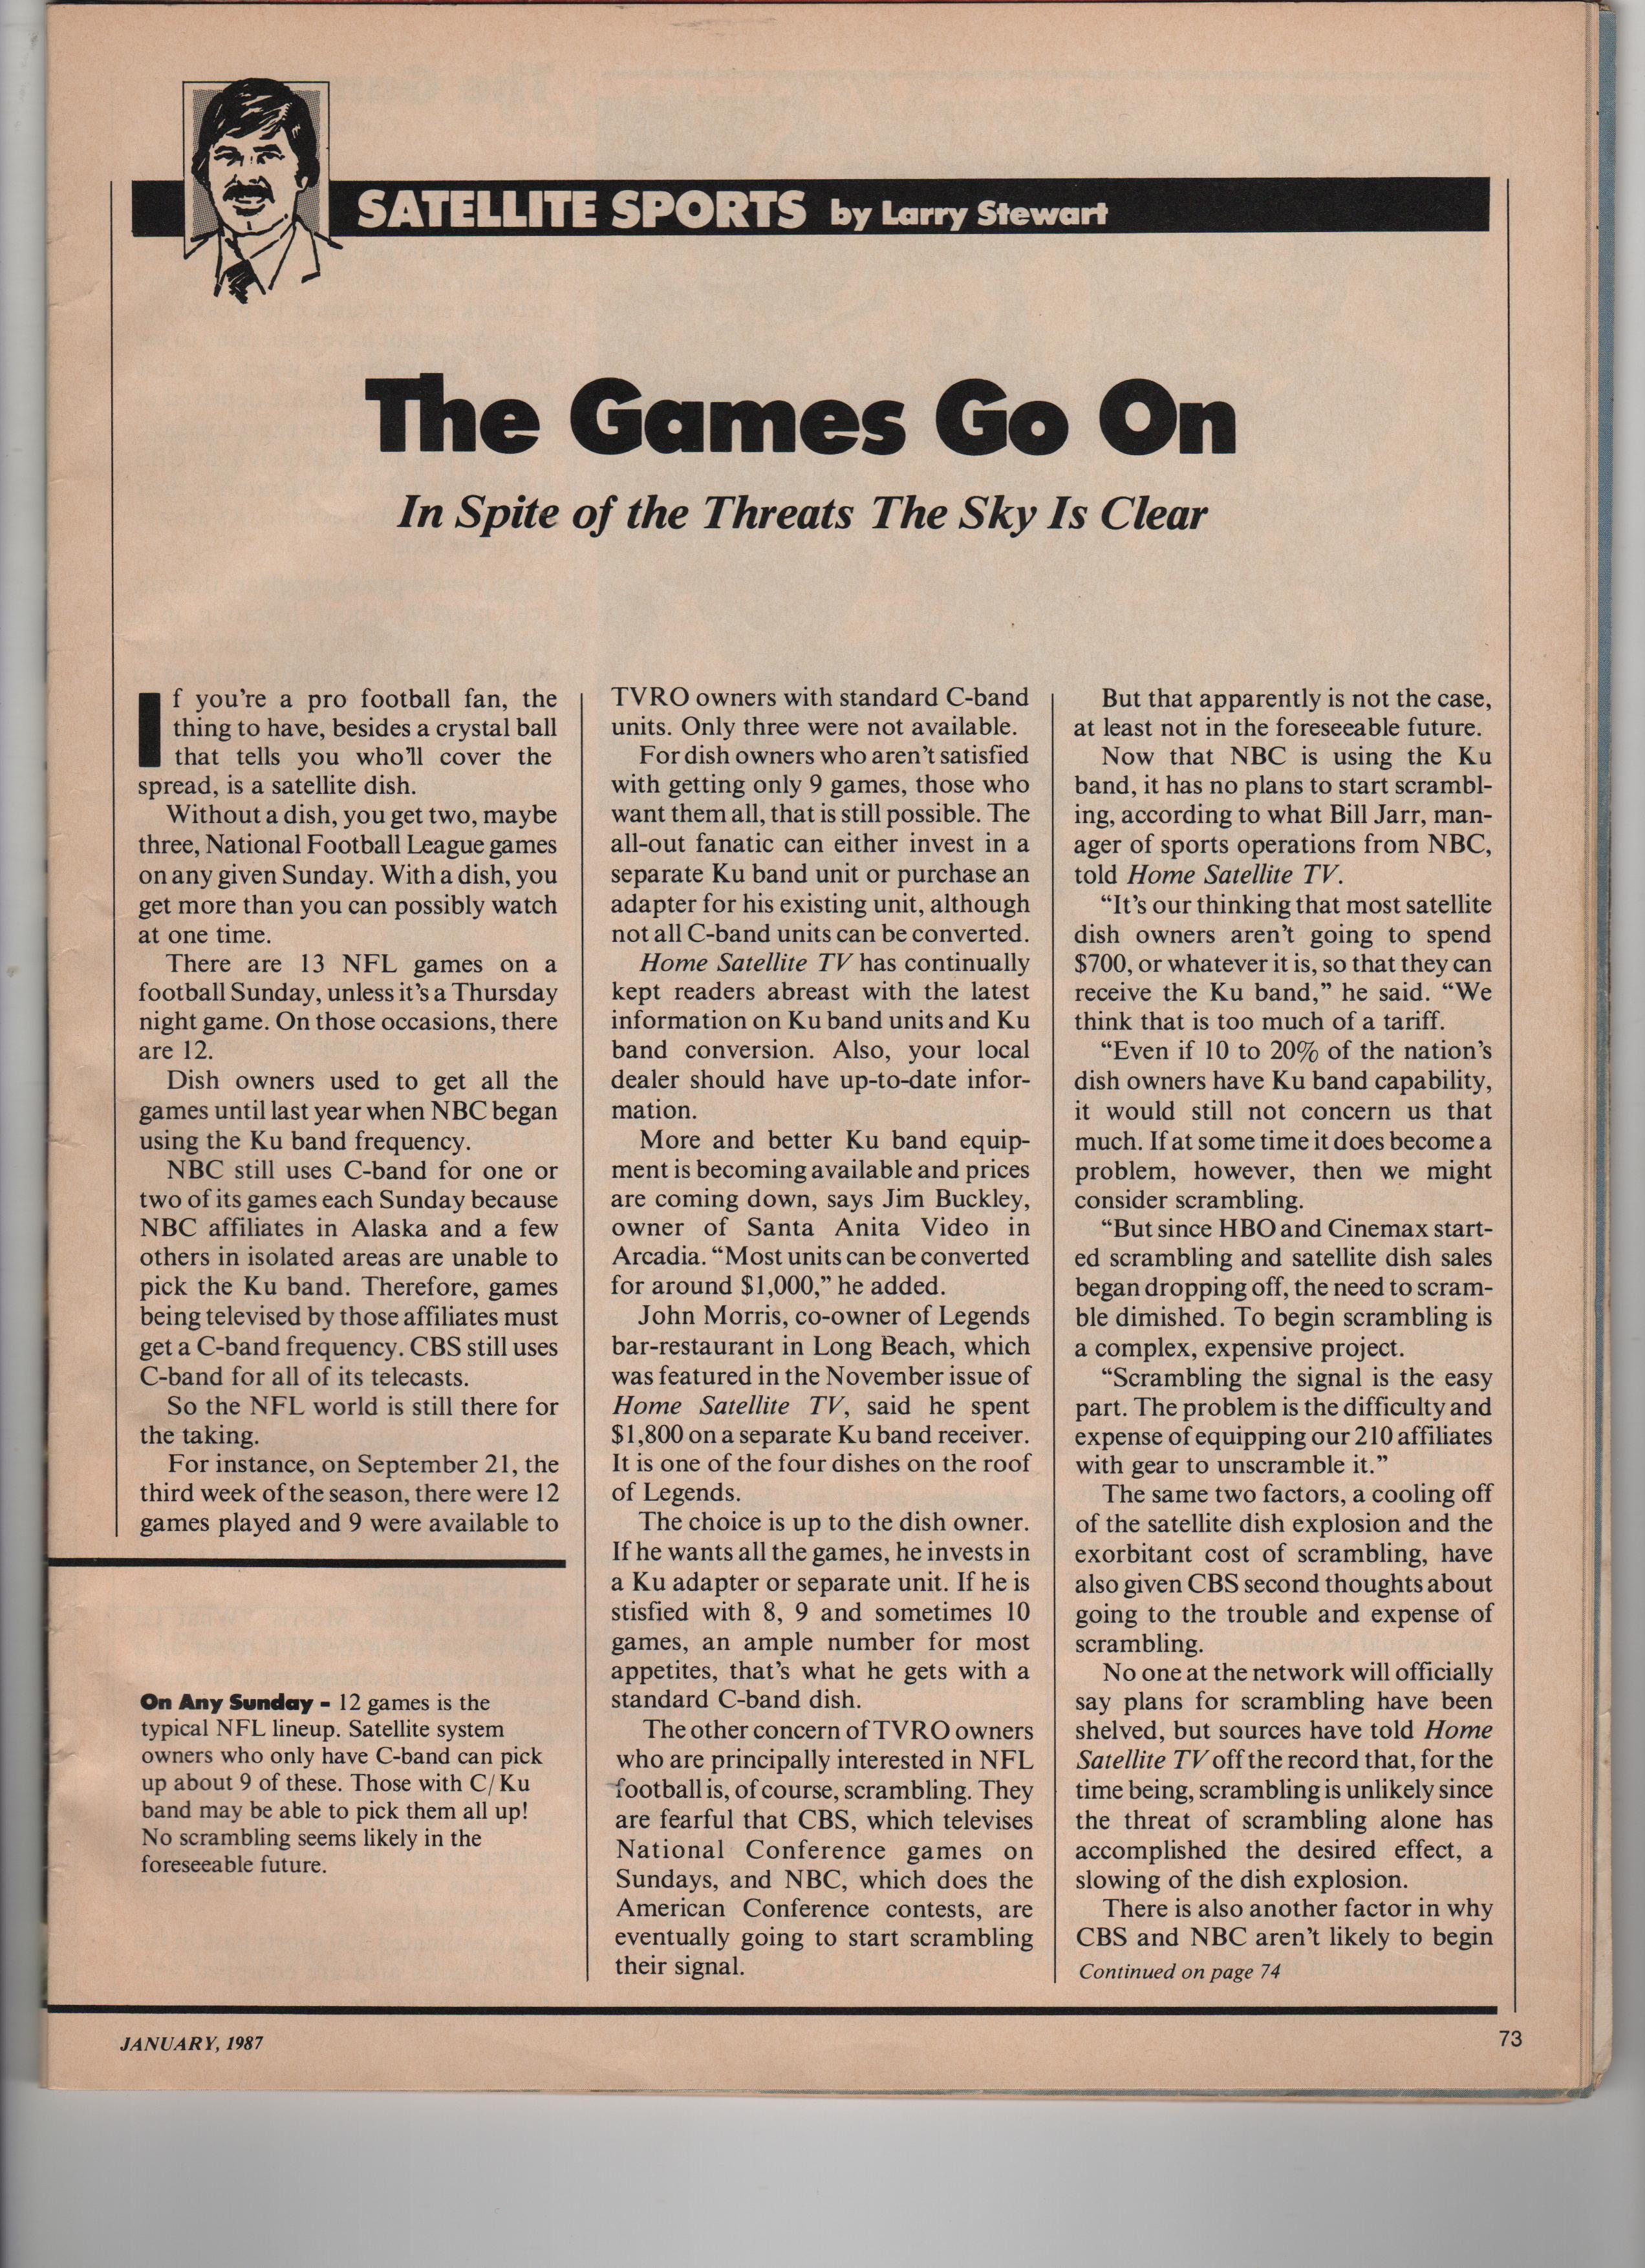 SATELLITE SPORTS by Larry Stewart
The Games Go On
In Spite of the Threats The Sky Is Clear
If you're a pro football fan, the
thing to have, besides a crystal ball
that tells you who'll cover the
spread, is a satellite dish.
Without a dish, you get two, maybe
three, National Football League games
on any given Sunday. With a dish, you
get more than you can possibly watch
at one time.
There are 13 NFL games on a
football Sunday, unless it's a Thursday
night game. On those occasions, there
are 12.
Dish owners used to get all the
games until last year when NBC began
using the Ku band frequency.
NBC still uses C-band for one or
two of its games each Sunday because
NBC affiliates in Alaska and a few
others in isolated areas are unable to
pick the Ku band. Therefore, games
being televised by those affiliates must
get a C-band frequency. CBS still uses
C-band for all of its telecasts.
So the NFL world is still there for
the taking.
For instance, on September 21, the
third week of the season, there were 12
games played and 9 were available to
On Any Sunday – 12 games is the
typical NFL lineup. Satellite system
owners who only have C-band can pick
up about 9 of these. Those with C/Ku
band may be able to pick them all up!
No scrambling seems likely in the
foreseeable future.
TVRO owners with standard C-band
units. Only three were not available.
For dish owners who aren't satisfied
with getting only 9 games, those who
want them all, that is still possible. The
all-out fanatic can either invest in a
separate Ku band unit or purchase an
adapter for his existing unit, although
not all C-band units can be converted.
Home Satellite TV has continually
kept readers abreast with the latest
information on Ku band units and Ku
band conversion. Also, your local
dealer should have up-to-date infor-
mation.
More and better Ku band equip-
ment is becoming available and prices
are coming down, says Jim Buckley,
owner of Santa Anita Video in
Arcadia. “Most units can be converted
for around $1,000,” he added.
John Morris, co-owner of Legends
bar-restaurant in Long Beach, which
was featured in the November issue of
Home Satellite TV, said he spent
$1,800 on a separate Ku band receiver.
It is one of the four dishes on the roof
of Legends.
The choice is up to the dish owner.
If he wants all the games, he invests in
a Ku adapter or separate unit. If he is
stisfied with 8, 9 and sometimes 10
games, an ample number for most
appetites, that's what he gets with a
standard C-band dish.
The other concern of TVRO owners
who are principally interested in NFL
football is, of course, scrambling. They
are fearful that CBS, which televises
National Conference games on
Sundays, and NBC, which does the
American Conference contests, are
eventually going to start scrambling
their signal.
But that apparently is not the case,
at least not in the foreseeable future.
Now that NBC is using the Ku
band, it has no plans to start scrambl-
ing, according to what Bill Jarr, man-
ager of sports operations from NBC,
told Home Satellite TV.
“It's our thinking that most satellite
dish owners aren't going to spend
$700, or whatever it is, so that they can
receive the Ku band,” he said. “We
think that is too much of a tariff.
“Even if 10 to 20% of the nation's
dish owners have Ku band capability,
it would still not concern us that
much. If at some time it does become a
problem, however, then we might
consider scrambling.
“But since HBO and Cinemax start-
ed scrambling and satellite dish sales
began dropping off, the need to scram-
ble dimished. To begin scrambling is
a complex, expensive project.
“Scrambling the signal is the easy
part. The problem is the difficulty and
expense of equipping our 210 affiliates
with gear to unscramble it.”
The same two factors, a cooling off
of the satellite dish explosion and the
exorbitant cost of scrambling, have
also given CBS second thoughts about
going to the trouble and expense of
scrambling.
No one at the network will officially
say plans for scrambling have been
shelved, but sources have told Home
Satellite TV off the record that, for the
time being, scrambling is unlikely since
the threat of scrambling alone has
accomplished the desired effect, a
slowing of the dish explosion.
There is also another factor in why
CBS and NBC aren't likely to begin
Continued on page 74
JANUARY, 1987
73